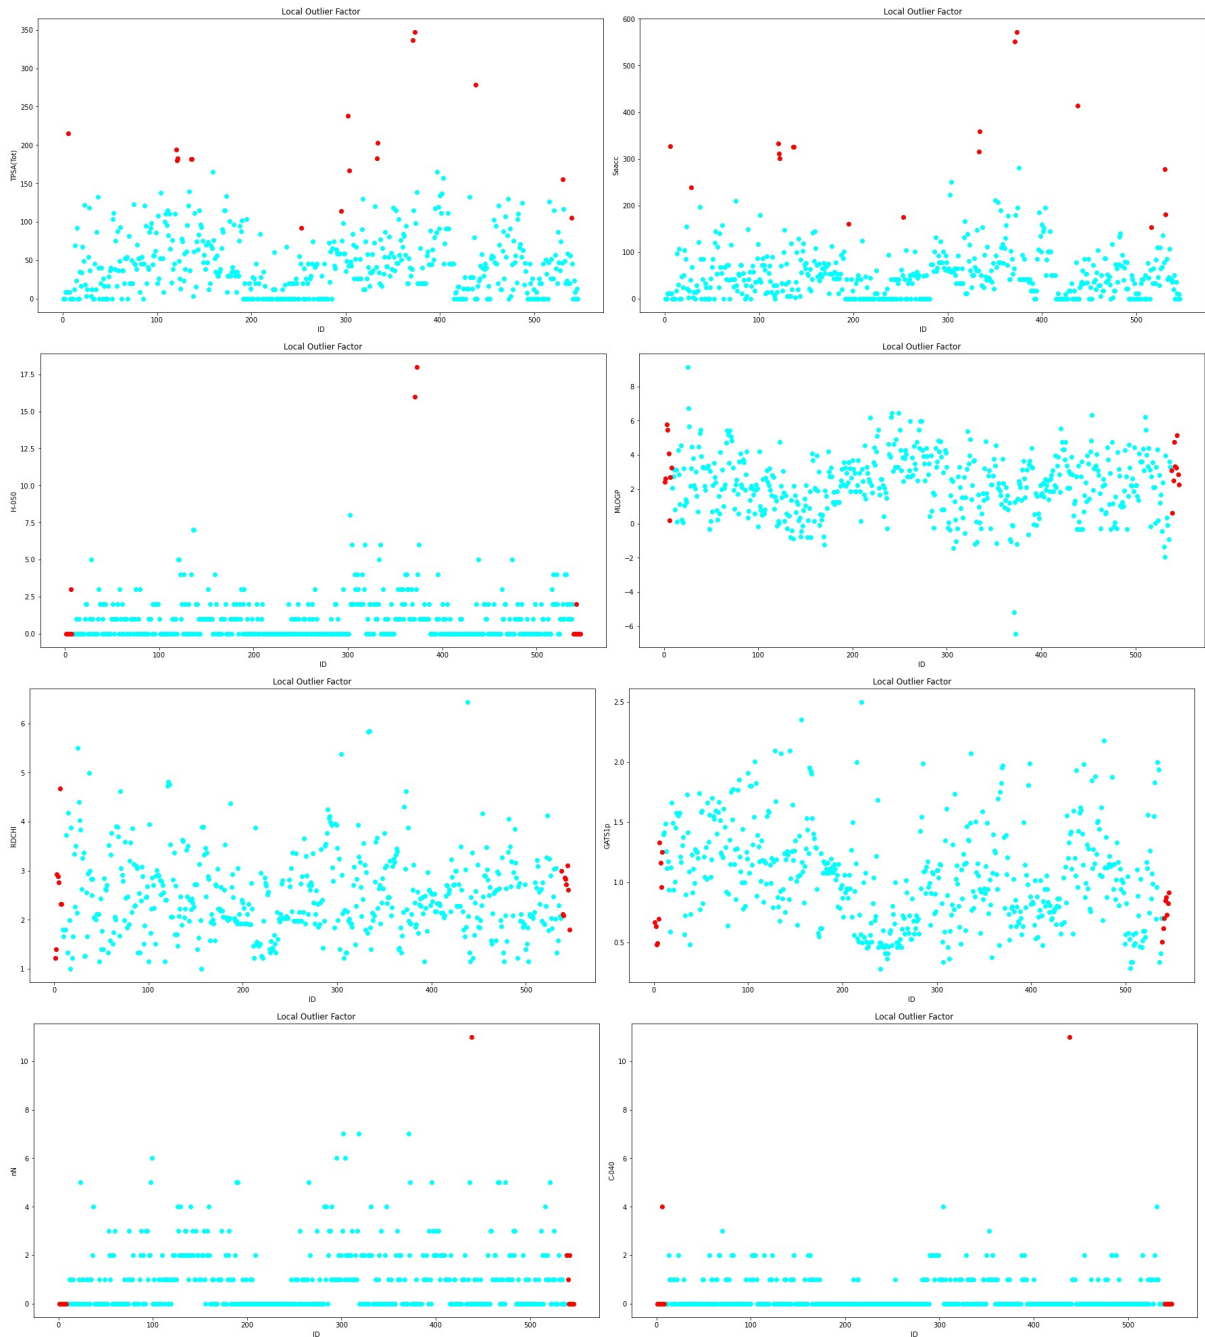 Local Outlier Factor
350
300
250
200
150
100
50
0
TPSA(Tot)
0 100 200 300 400 500
ID
Local Outlier Factor
600
500
400
300
200
100
0
Saacc
0 100 200 300 400 500
ID
Local Outlier Factor
17.5
15.0
12.5
10.0
7.5
5.0
2.5
0.0
H-050
0 100 200 300 400 500
ID
Local Outlier Factor
8
6
4
2
0
−2
−4
−6
MLOGP
0 100 200 300 400 500
ID
Local Outlier Factor
6
5
4
3
2
1
RDCHI
0 100 200 300 400 500
ID
Local Outlier Factor
2.5
2.0
1.5
1.0
0.5
GATS1p
0 100 200 300 400 500
ID
Local Outlier Factor
10
8
6
4
2
0
nN
0 100 200 300 400 500
ID
Local Outlier Factor
10
8
6
4
2
0
C-040
0 100 200 300 400 500
ID